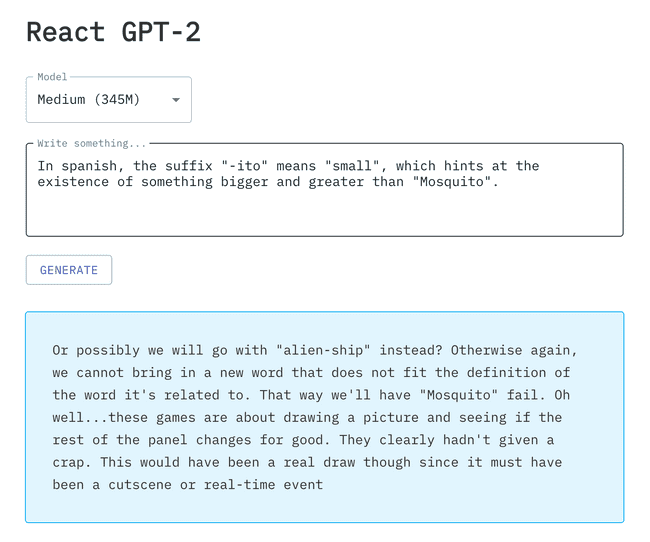 React GPT-2
Model
Medium (345M)
Write something...
In spanish, the suffix "-ito" means "small", which hints at the
existence of something bigger and greater than "Mosquito".
GENERATE
Or possibly we will go with "alien-ship" instead? Otherwise again,
we cannot bring in a new word that does not fit the definition of
the word it's related to. That way we'll have "Mosquito" fail. Oh
well...these games are about drawing a picture and seeing if the
rest of the panel changes for good. They clearly hadn't given a
crap. This would have been a real draw though since it must have
been a cutscene or real-time event